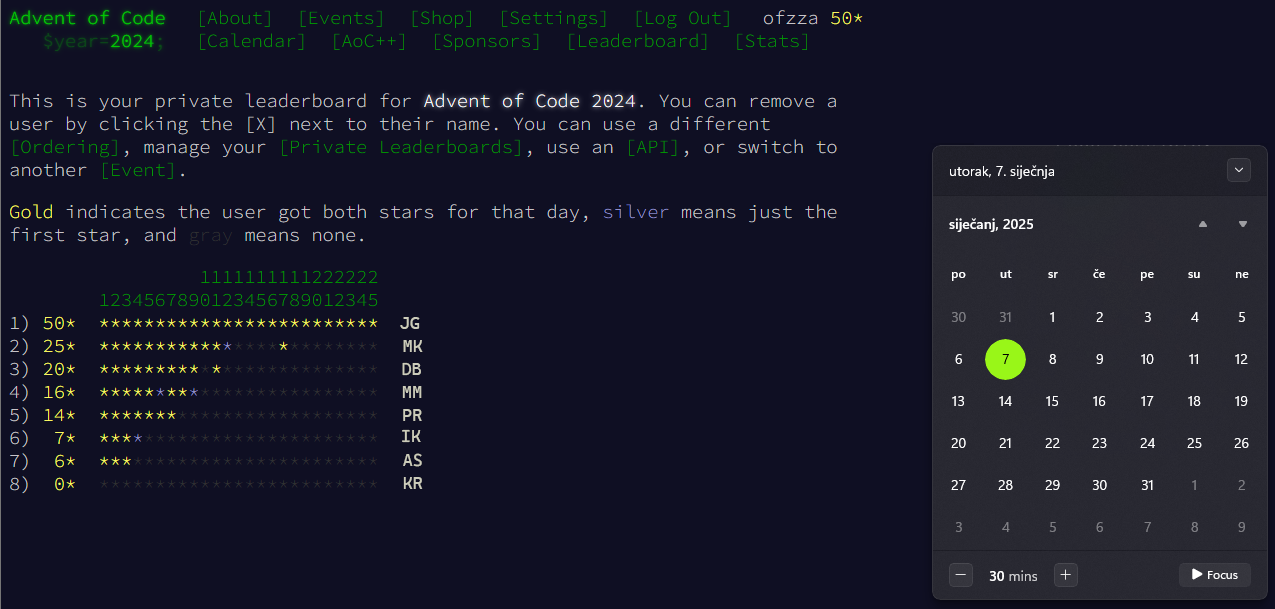 Advent of Code [About] [Events] [Shop] [Settings] [Log Out] ofzza 50*
$year=2024; [Calendar] [AoC++] [Sponsors] [Leaderboard] [Stats]
This is your private leaderboard for Advent of Code 2024. You can remove a
user by clicking the [X] next to their name. You can use a different
[Ordering], manage your [Private Leaderboards], use an [API], or switch to
another [Event].
Gold indicates the user got both stars for that day, silver means just the
first star, and gray means none.
1111111111222222
1234567890123456789012345
1) 50* ************************* JG
2) 25* ************************* MK
3) 20* ************************* DB
4) 16* ************************* MM
5) 14* ************************* PR
6) 7* ************************* IK
7) 6* ************************* AS
8) 0* ************************* KR
utorak, 7. siječnja
siječanj, 2025
po ut sr če pe su ne
30 31 1 2 3 4 5
6 7 8 9 10 11 12
13 14 15 16 17 18 19
20 21 22 23 24 25 26
27 28 29 30 31 1 2
3 4 5 6 7 8 9
30 mins Focus